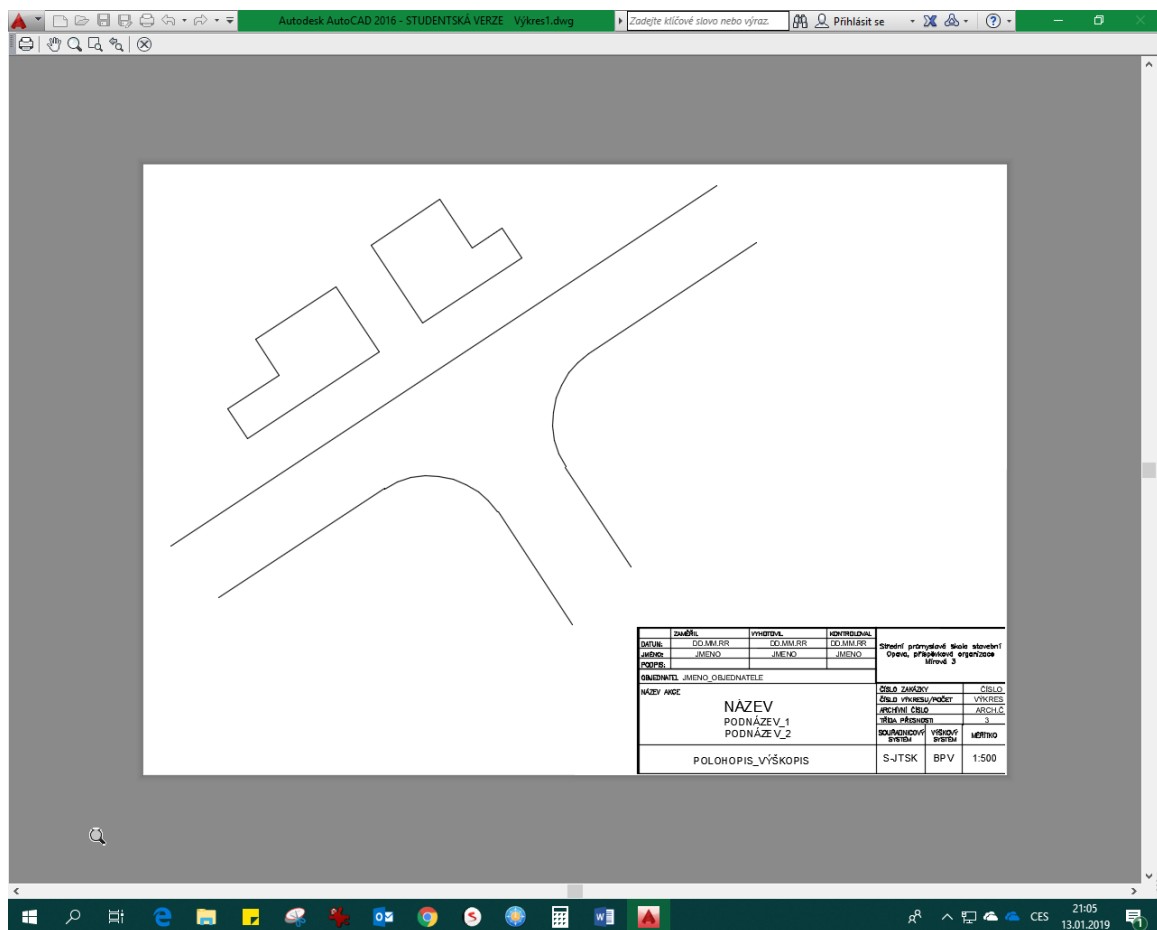 Autodesk AutoCAD 2016 - STUDENTSKÁ VERZE Výkres1.dwg
Zadejte klíčové slovo nebo výraz.
Přihlásit se
ZAMĚŘIL VYHOTOVIL KONTROLOVAL
DATUM: DD.MM.RR DD.MM.RR DD.MM.RR
JMÉNO: JMENO JMENO JMENO
PODPIS:
Střední průmyslová škola stavební
Opava, příspěvková organizace
Mírová 3
OBJEDNATEL JMENO_OBJEDNATELE
NÁZEV AKCE
NÁZEV
PODNÁZEV_1
PODNÁZEV_2
ČÍSLO ZAKÁZKY ČÍSLO
ČÍSLO VÝKRESU/POČET VÝKRES
ARCHIVNÍ ČÍSLO ARCH.Č
TŘÍDA PŘESNOSTI 3
SOUŘADNICOVÝ SYSTÉM VÝŠKOVÝ SYSTÉM MĚŘÍTKO
POLOHOPIS_VÝŠKOPIS S-JTSK BPV 1:500
CES
21:05
13.01.2019